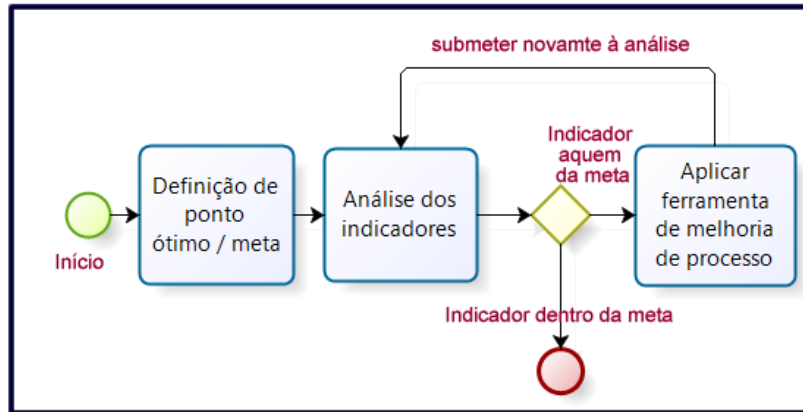 submeter novamte à análise
Início
Definição de
ponto
ótimo / meta
Análise dos
indicadores
Indicador
aquem
da meta
Aplicar
ferramenta
de melhoria
de processo
Indicador dentro da meta